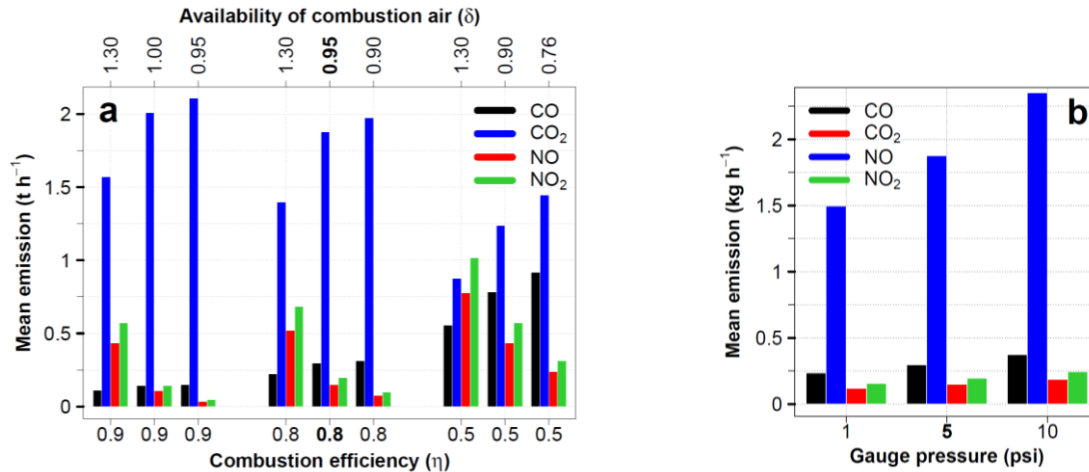 Availability of combustion air (δ)
1.30 1.00 0.95 1.30 0.95 0.90 1.30 0.90 0.76
a
CO
CO₂
NO
NO₂
Mean emission (t h⁻¹)
2
1.5
1
0.5
0
0.9 0.9 0.9 0.8 0.8 0.8 0.5 0.5 0.5
Combustion efficiency (η)
b
CO
CO₂
NO
NO₂
Mean emission (kg h⁻¹)
2
1.5
1
0.5
0
1 5 10
Gauge pressure (psi)